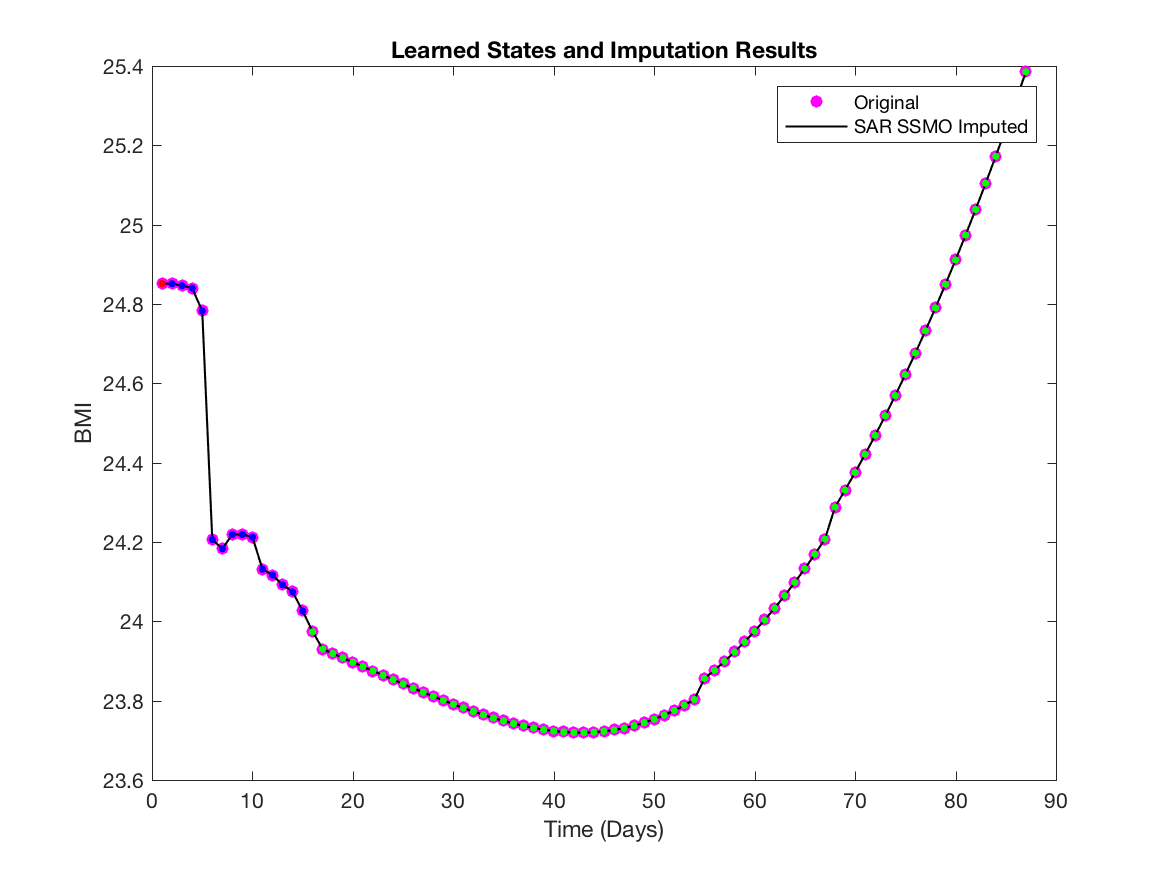 Learned States and Imputation Results
Original
SAR SSMO Imputed
25.4
25.2
25
24.8
24.6
24.4
24.2
24
23.8
23.6
BMI
0 10 20 30 40 50 60 70 80 90
Time (Days)